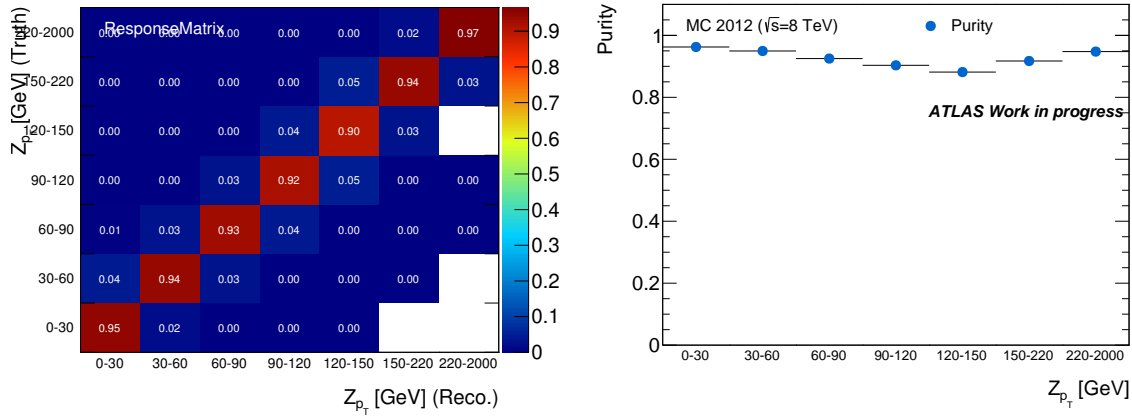 ResponseMatrix
Z_{p_T} [GeV] (Truth)
220-2000 0.00 0.00 0.00 0.00 0.00 0.02 0.97
150-220 0.00 0.00 0.00 0.00 0.05 0.94 0.03
120-150 0.00 0.00 0.00 0.04 0.90 0.03
90-120 0.00 0.00 0.03 0.92 0.05 0.00 0.00
60-90 0.01 0.03 0.93 0.04 0.00 0.00 0.00
30-60 0.04 0.94 0.03 0.00 0.00 0.00
0-30 0.95 0.02 0.00 0.00 0.00
0-30 30-60 60-90 90-120 120-150 150-220 220-2000
Z_{p_T} [GeV] (Reco.)
0.9
0.8
0.7
0.6
0.5
0.4
0.3
0.2
0.1
0
Purity
MC 2012 (√s=8 TeV)
Purity
ATLAS Work in progress
1
0.8
0.6
0.4
0.2
0
0-30 30-60 60-90 90-120 120-150 150-220 220-2000
Z_{p_T} [GeV]